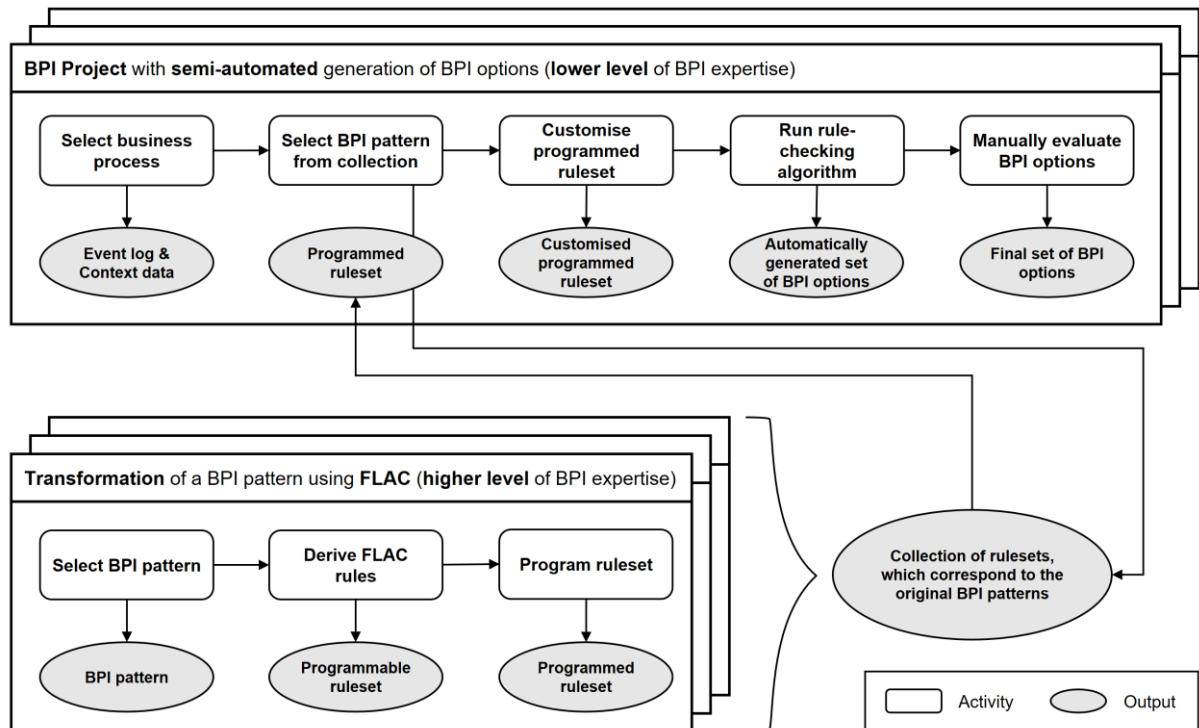 BPI Project with semi-automated generation of BPI options (lower level of BPI expertise)
Select business
process
Select BPI pattern
from collection
Customise
programmed
ruleset
Run rule-
checking
algorithm
Manually evaluate
BPI options
Event log &
Context data
Programmed
ruleset
Customised
programmed
ruleset
Automatically
generated set
of BPI options
Final set of BPI
options
Transformation of a BPI pattern using FLAC (higher level of BPI expertise)
Select BPI pattern
Derive FLAC
rules
Program ruleset
BPI pattern
Programmable
ruleset
Programmed
ruleset
Collection of rulesets,
which correspond to the
original BPI patterns
Activity
Output